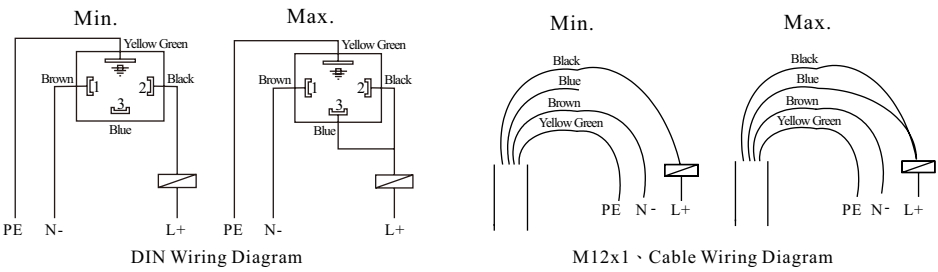 Min.
Yellow Green
Brown
1
2
Black
3
Blue
PE
N-
L+
Max.
Yellow Green
Brown
1
2
Black
3
Blue
PE
N-
L+
DIN Wiring Diagram
Min.
Black
Blue
Brown
Yellow Green
PE
N-
L+
Max.
Black
Blue
Brown
Yellow Green
PE
N-
L+
M12x1、Cable Wiring Diagram